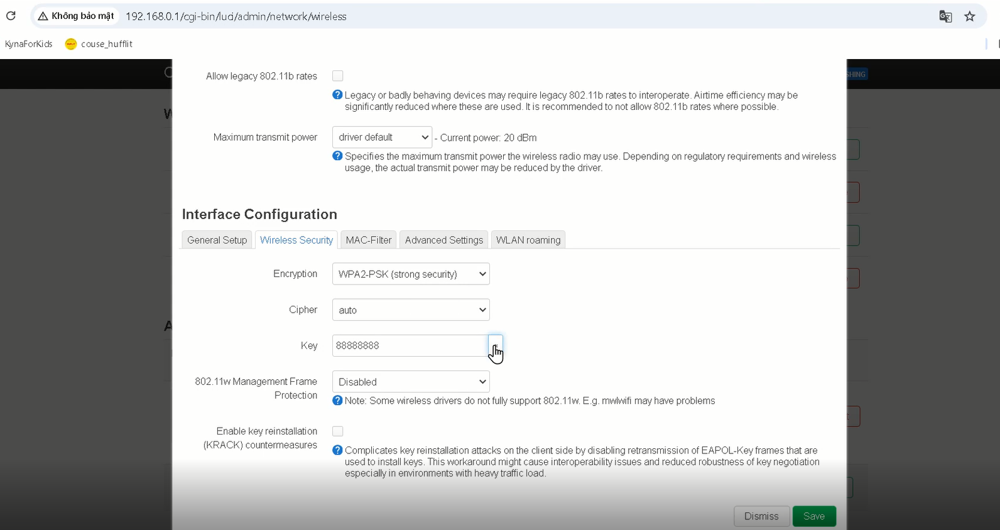 Không bảo mật 192.168.0.1/cgi-bin/luci/admin/network/wireless
KynaForKids couse_hufflit
Allow legacy 802.11b rates
Legacy or badly behaving devices may require legacy 802.11b rates to interoperate. Airtime efficiency may be
significantly reduced where these are used. It is recommended to not allow 802.11b rates where possible.
Maximum transmit power driver default - Current power: 20 dBm
Specifies the maximum transmit power the wireless radio may use. Depending on regulatory requirements and wireless
usage, the actual transmit power may be reduced by the driver.
Interface Configuration
General Setup Wireless Security MAC-Filter Advanced Settings WLAN roaming
Encryption WPA2-PSK (strong security)
Cipher auto
Key 88888888
802.11w Management Frame
Protection
Disabled
Note: Some wireless drivers do not fully support 802.11w. E.g. mwlwifi may have problems
Enable key reinstallation
(KRACK) countermeasures
Complicates key reinstallation attacks on the client side by disabling retransmission of EAPOL-Key frames that are
used to install keys. This workaround might cause interoperability issues and reduced robustness of key negotiation
especially in environments with heavy traffic load.
Dismiss Save